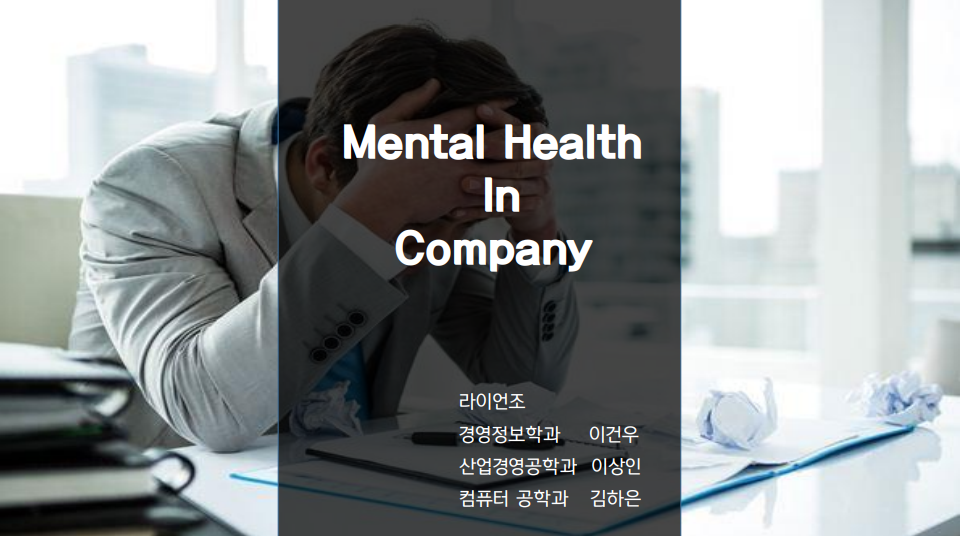 Mental Health
In
Company
라이언조
경영정보학과 이건우
산업경영공학과 이상인
컴퓨터 공학과 김하은